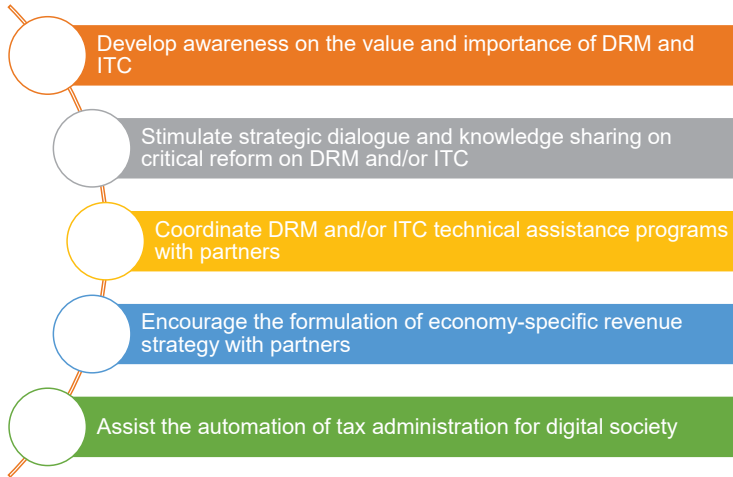 Develop awareness on the value and importance of DRM and
ITC
Stimulate strategic dialogue and knowledge sharing on
critical reform on DRM and/or ITC
Coordinate DRM and/or ITC technical assistance programs
with partners
Encourage the formulation of economy-specific revenue
strategy with partners
Assist the automation of tax administration for digital society